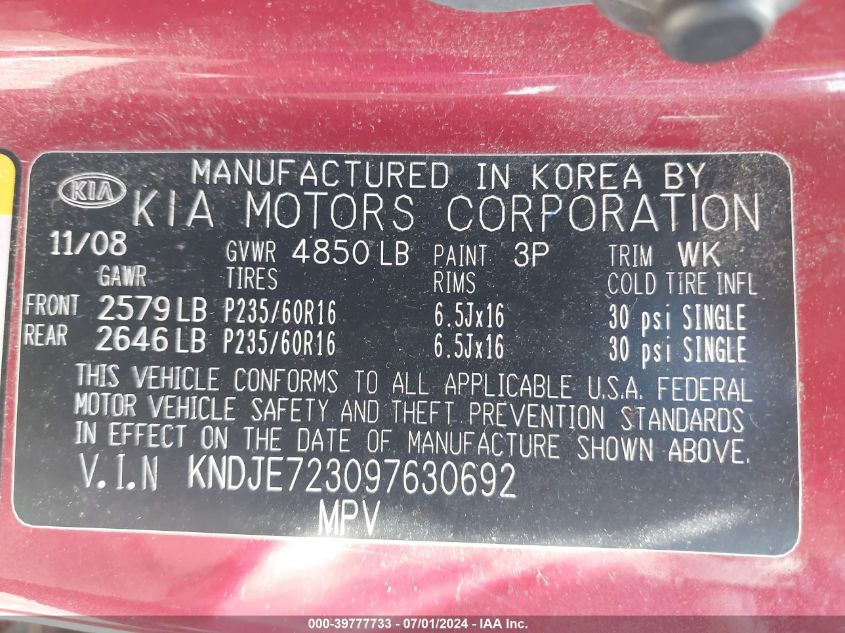 MANUFACTURED IN KOREA BY
KIA KIA MOTORS CORPORATION
11/08 GVWR 4850 LB PAINT 3P TRIM WK
GAWR TIRES RIMS COLD TIRE INFL
FRONT 2579 LB P235/60R16 6.5Jx16 30 psi SINGLE
REAR 2646 LB P235/60R16 6.5Jx16 30 psi SINGLE
THIS VEHICLE CONFORMS TO ALL APPLICABLE U.S.A. FEDERAL
MOTOR VEHICLE SAFETY AND THEFT PREVENTION STANDARDS
IN EFFECT ON THE DATE OF MANUFACTURE SHOWN ABOVE.
V.I.N KNDJE723097630692
MPV
000-39777733 - 07/01/2024 - IAA Inc.